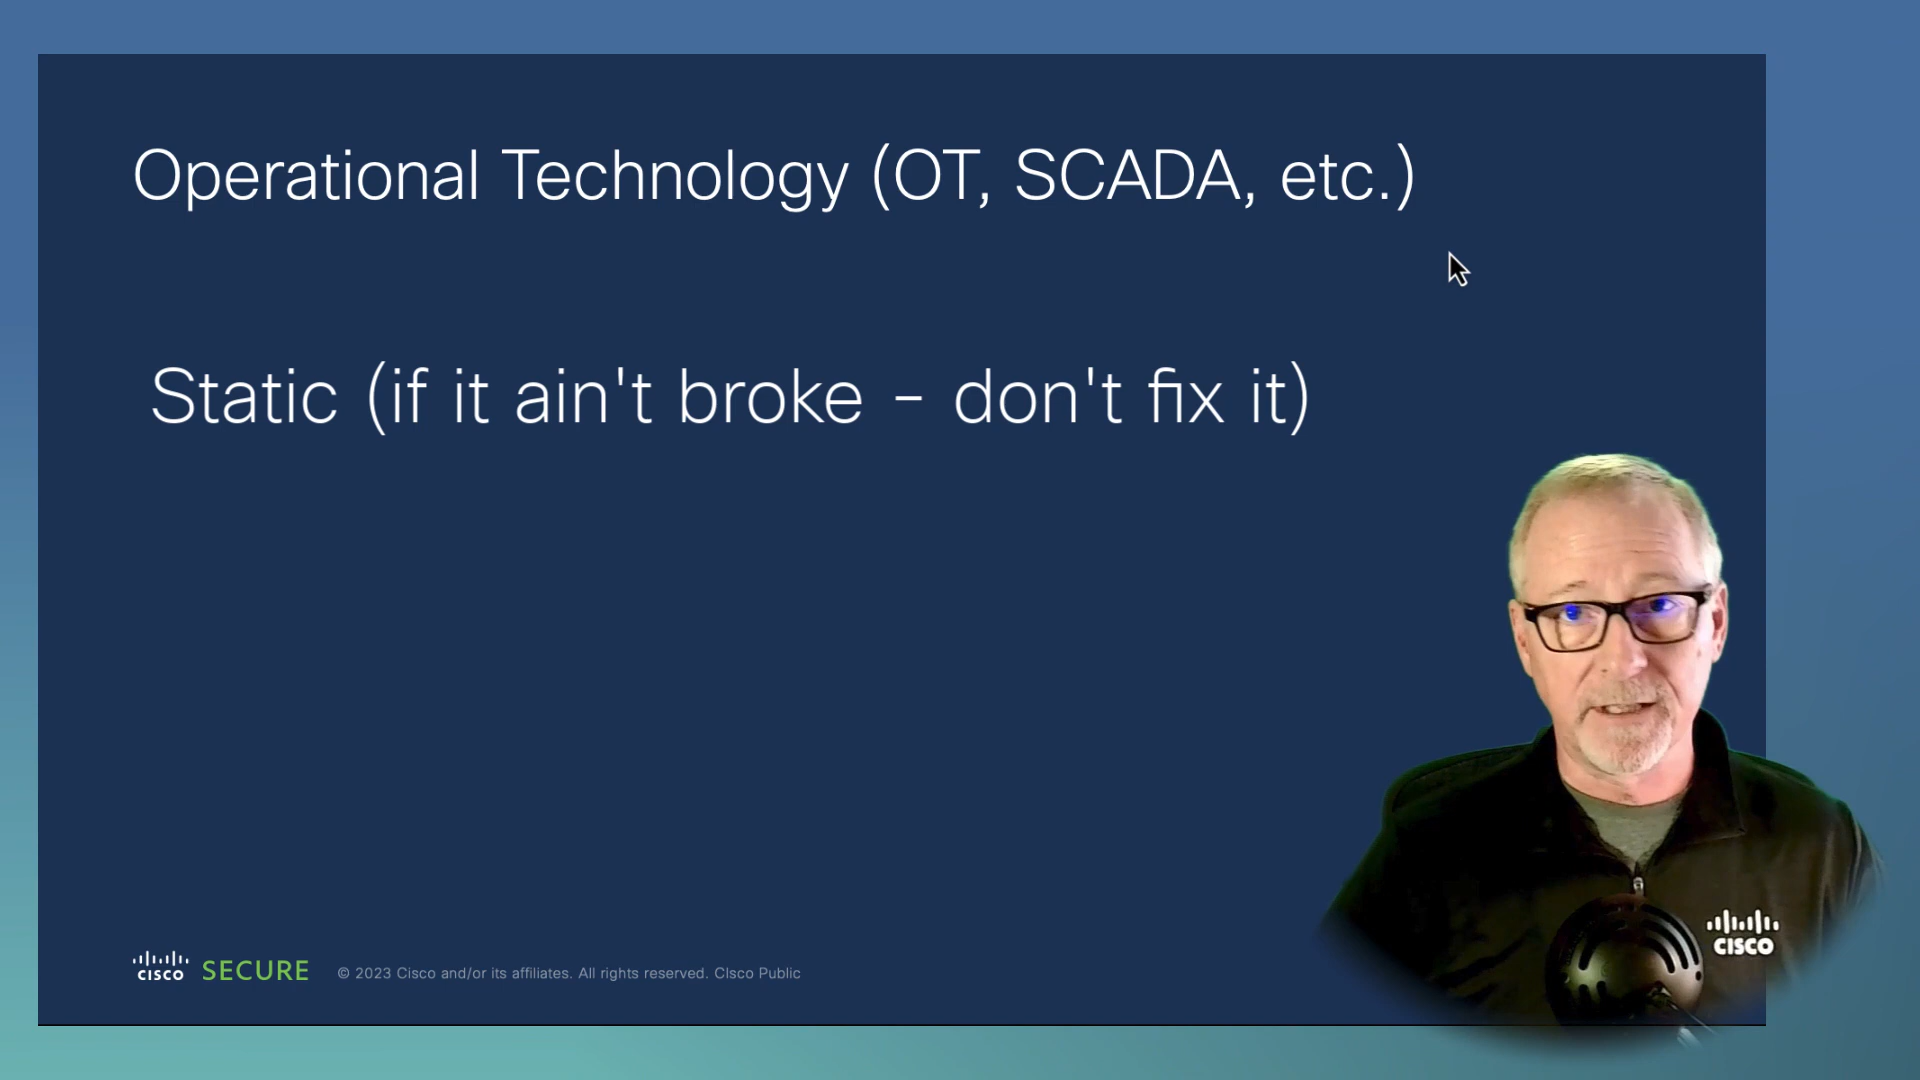 Operational Technology (OT, SCADA, etc.)
Static (if it ain't broke - don't fix it)
CISCO SECURE © 2023 Cisco and/or its affiliates. All rights reserved. CIsco Public
CISCO